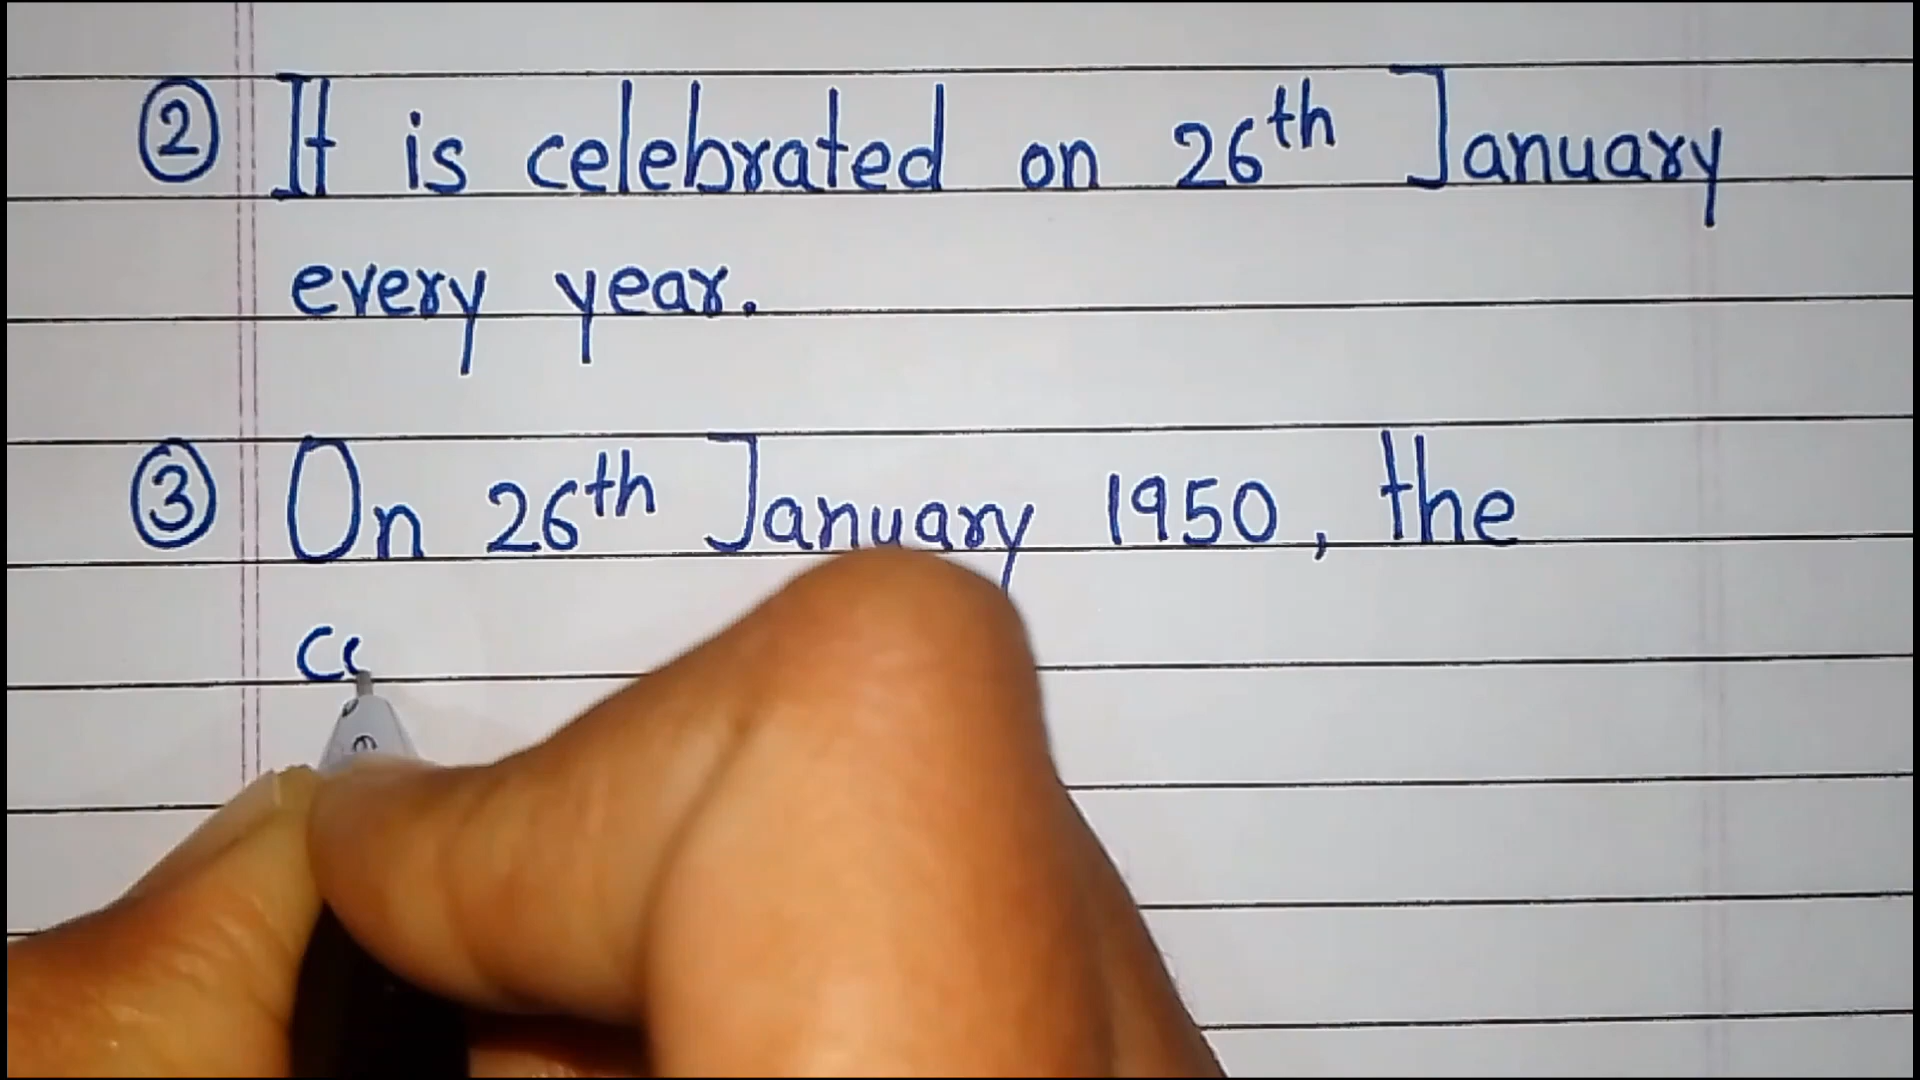 ② It is celebrated on 26th January
every year.
③ On 26th January 1950, the